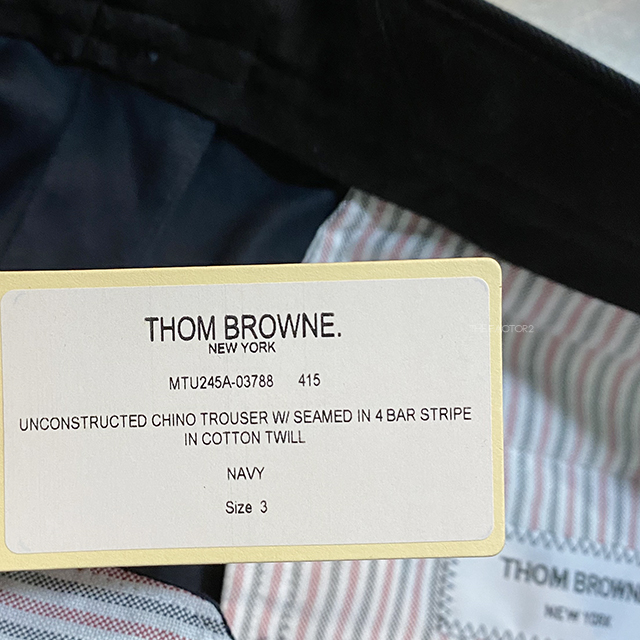 THOM BROWNE.
NEW YORK
MTU245A-03788 415
UNCONSTRUCTED CHINO TROUSER W/ SEAMED IN 4 BAR STRIPE
IN COTTON TWILL
NAVY
Size 3
THOM BROWNE
NEW YORK